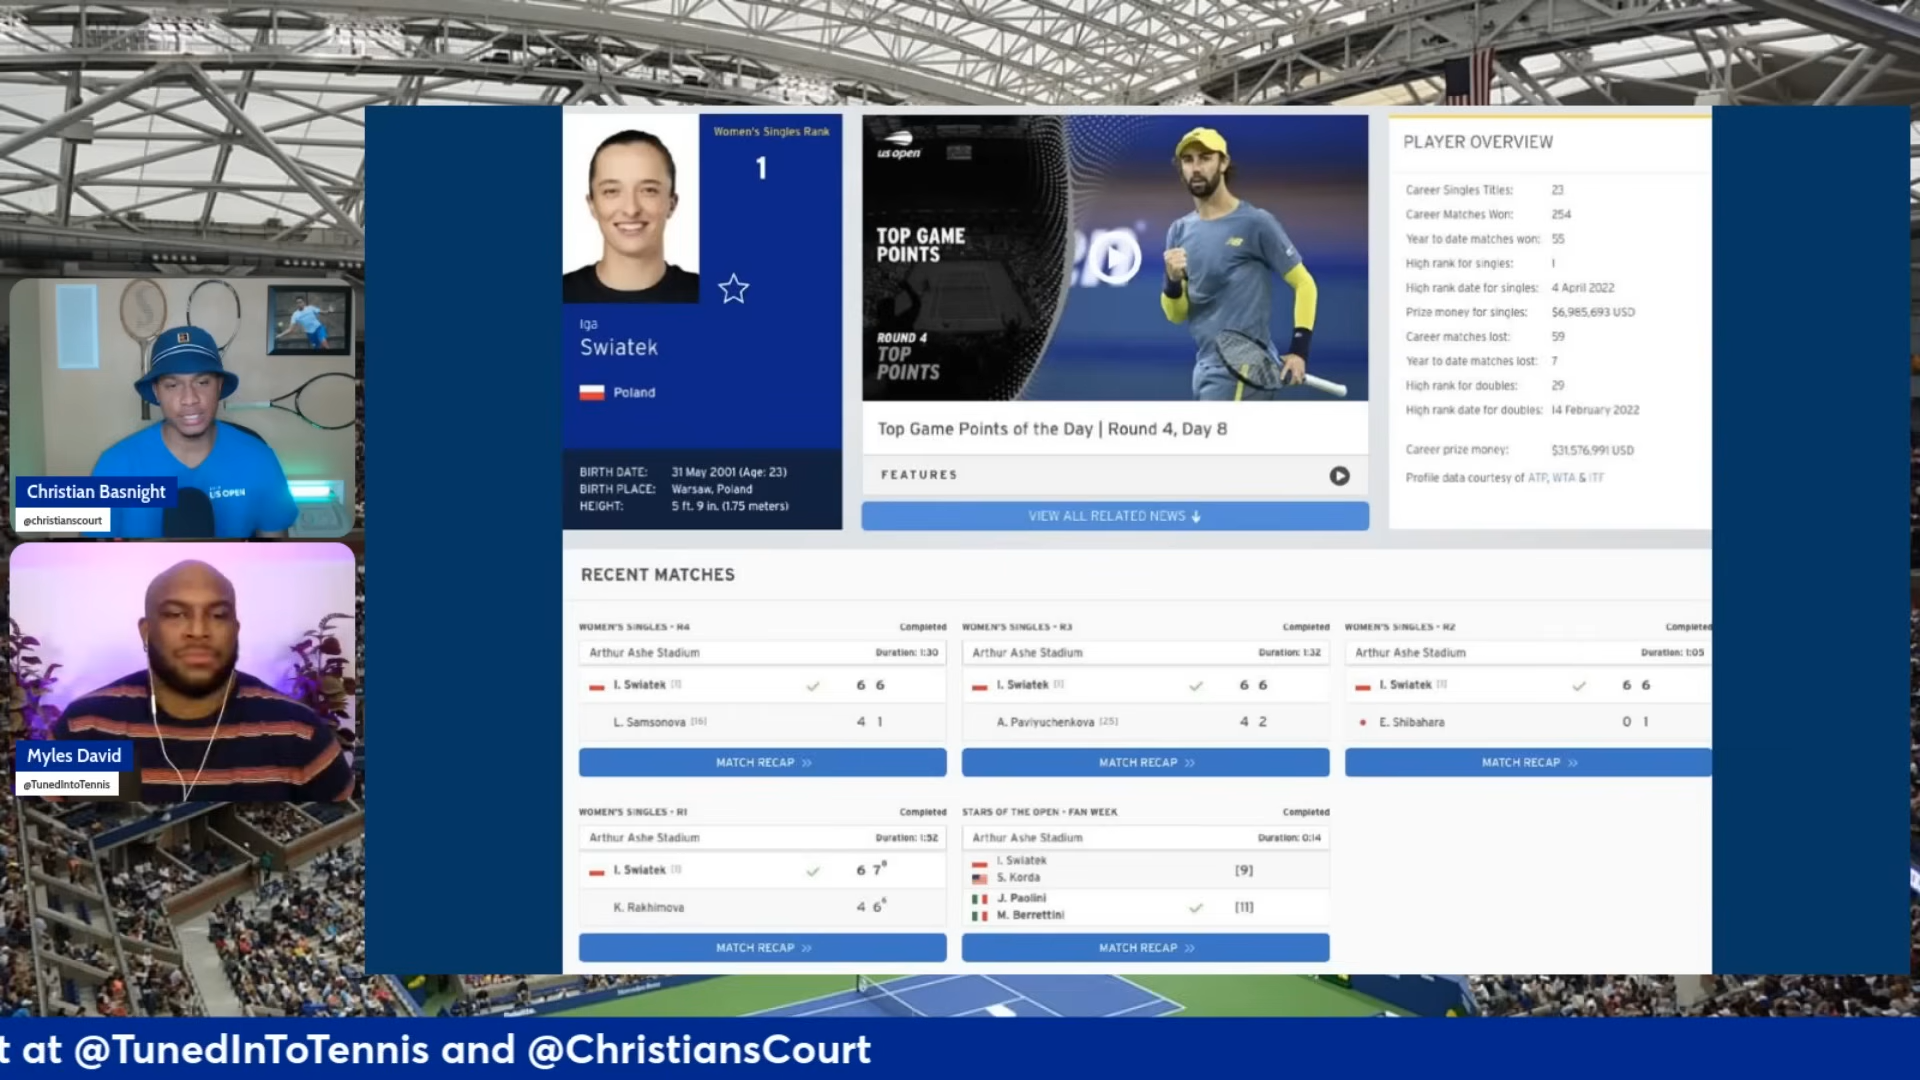 Women's Singles Rank
1
Iga
Swiatek
Poland
BIRTH DATE: 31 May 2001 (Age: 23)
BIRTH PLACE: Warsaw, Poland
HEIGHT: 5 ft. 9 in. (1.75 meters)
us open
TOP GAME
POINTS
ROUND 4
TOP
POINTS
Top Game Points of the Day | Round 4, Day 8
FEATURES
VIEW ALL RELATED NEWS
PLAYER OVERVIEW
Career Singles Titles: 23
Career Matches Won: 254
Year to date matches won: 55
High rank for singles: 1
High rank date for singles: 4 April 2022
Prize money for singles: $6,985,693 USD
Career matches lost: 59
Year to date matches lost: 7
High rank for doubles: 29
High rank date for doubles: 14 February 2022
Career prize money: $31,576,991 USD
Profile data courtesy of ATP, WTA & ITF
Christian Basnight
@christianscourt
US OPEN
Myles David
@TunedIntoTennis
RECENT MATCHES
WOMEN'S SINGLES - R4 Completed
Arthur Ashe Stadium Duration: 1:30
I. Swiatek [1] 6 6
L. Samsonova [16] 4 1
MATCH RECAP
WOMEN'S SINGLES - R3 Completed
Arthur Ashe Stadium Duration: 1:32
I. Swiatek [1] 6 6
A. Pavlyuchenkova [25] 4 2
MATCH RECAP
WOMEN'S SINGLES - R2 Completed
Arthur Ashe Stadium Duration: 1:05
I. Swiatek [1] 6 6
E. Shibahara 0 1
MATCH RECAP
WOMEN'S SINGLES - R1 Completed
Arthur Ashe Stadium Duration: 1:52
I. Swiatek [1] 6 7⁸
K. Rakhimova 4 6⁶
MATCH RECAP
STARS OF THE OPEN - FAN WEEK Completed
Arthur Ashe Stadium Duration: 0:14
I. Swiatek
S. Korda [9]
J. Paolini
M. Berrettini [11]
MATCH RECAP
t at @TunedInToTennis and @ChristiansCourt